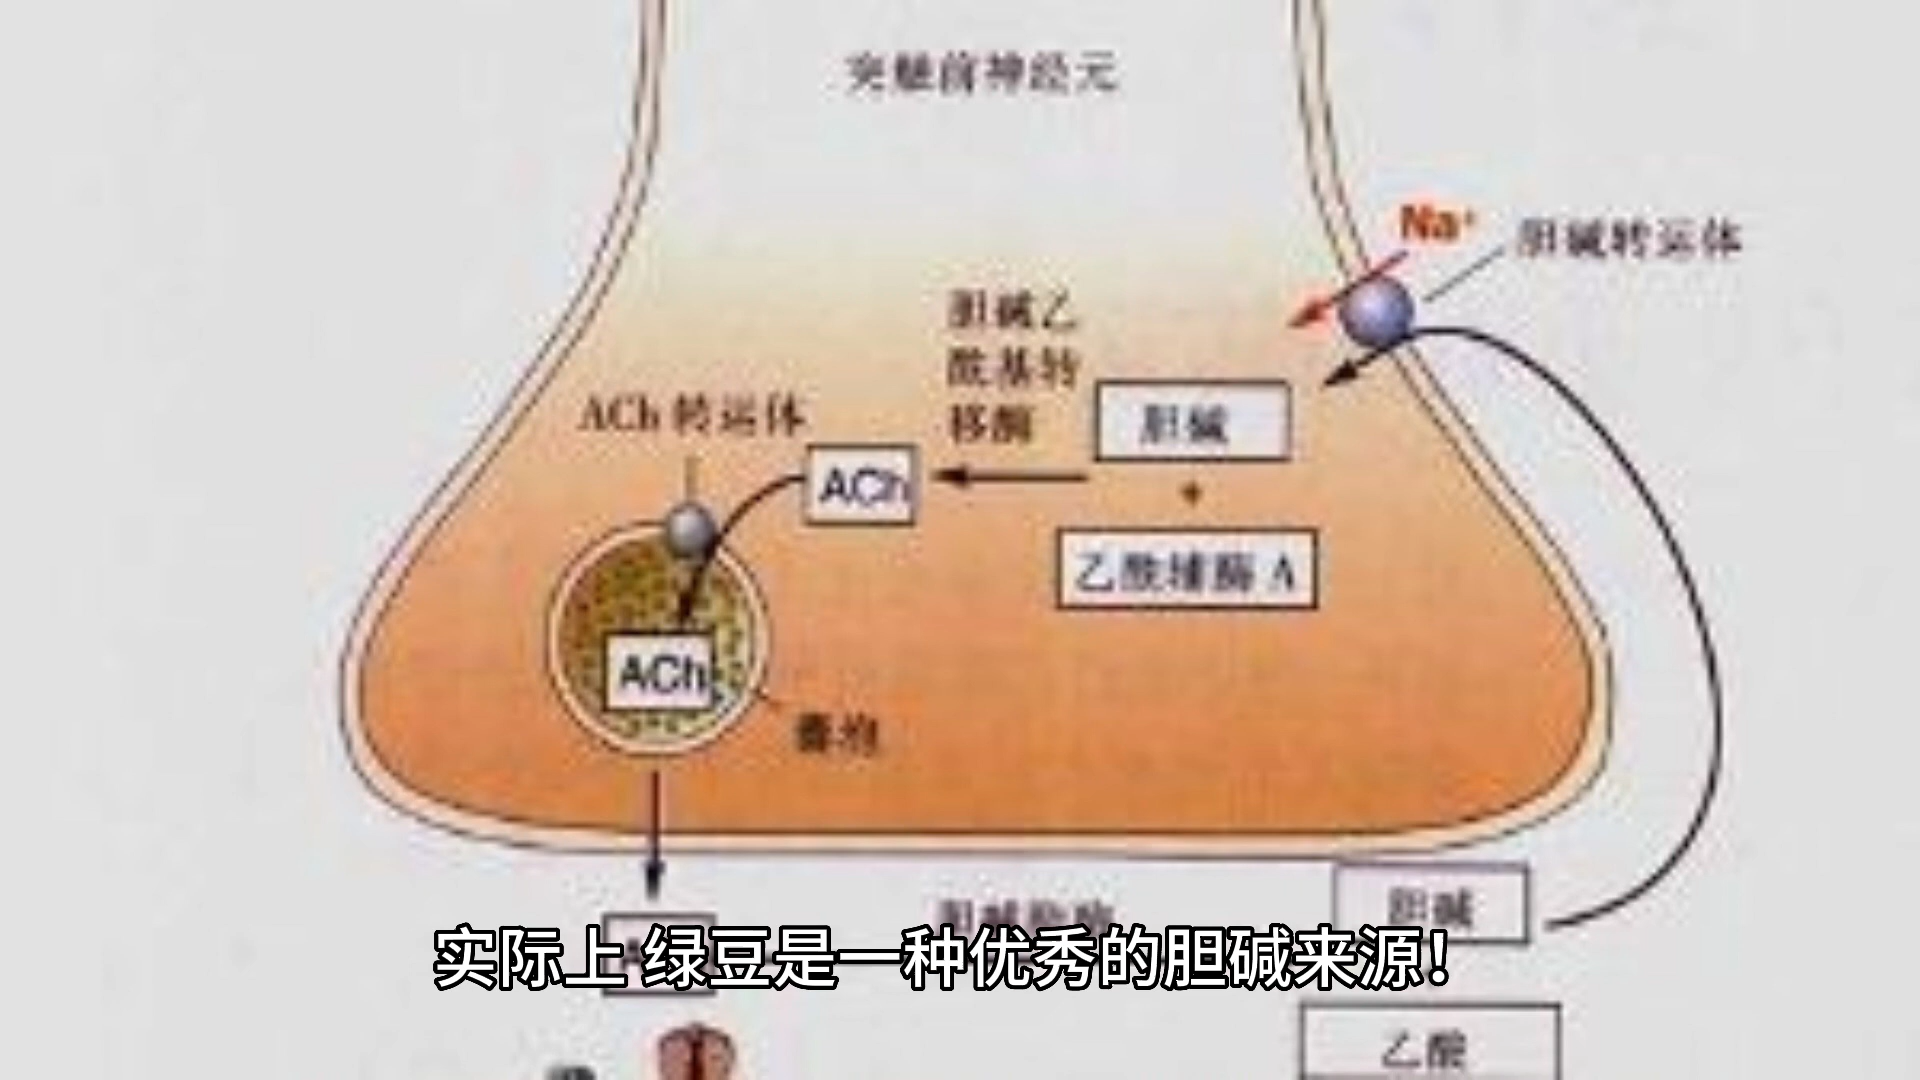 突触前神经元
Na⁺
胆碱转运体
胆碱乙
酰基转
移酶
ACh 转运体
胆碱
ACh
+
乙酰辅酶 A
ACh
囊泡
胆碱
实际上 绿豆是一种优秀的胆碱来源！
乙酸